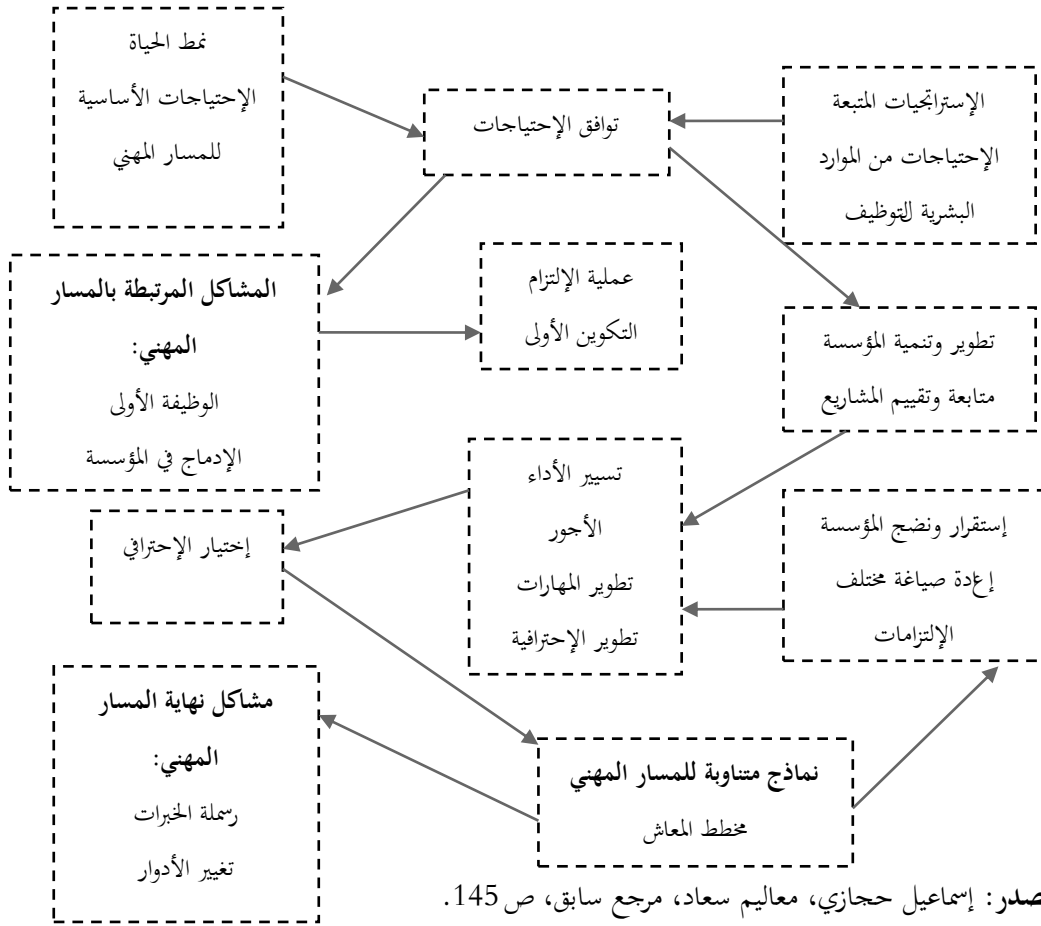 نمط الحياة
الإحتياجات الأساسية
للمسار المهني
توافق الإحتياجات
الإستراتجيات المتبعة
الإحتياجات من الموارد
البشرية للتوظيف
المشاكل المرتبطة بالمسار
المهني:
الوظيفة الأولى
الإدماج في المؤسسة
عملية الإلتزام
التكوين الأولى
تطوير وتنمية المؤسسة
متابعة وتقييم المشاريع
تسيير الأداء
الأجور
تطوير المهارات
تطوير الإحترافية
إختيار الإحترافي
إستقرار ونضج المؤسسة
إعادة صياغة مختلف
الإلتزامات
مشاكل نهاية المسار
المهني:
رسملة الخبرات
تغيير الأدوار
نماذج متناوبة للمسار المهني
مخطط المعاش
صدر: إسماعيل حجازي، معاليم سعاد، مرجع سابق، ص 145.